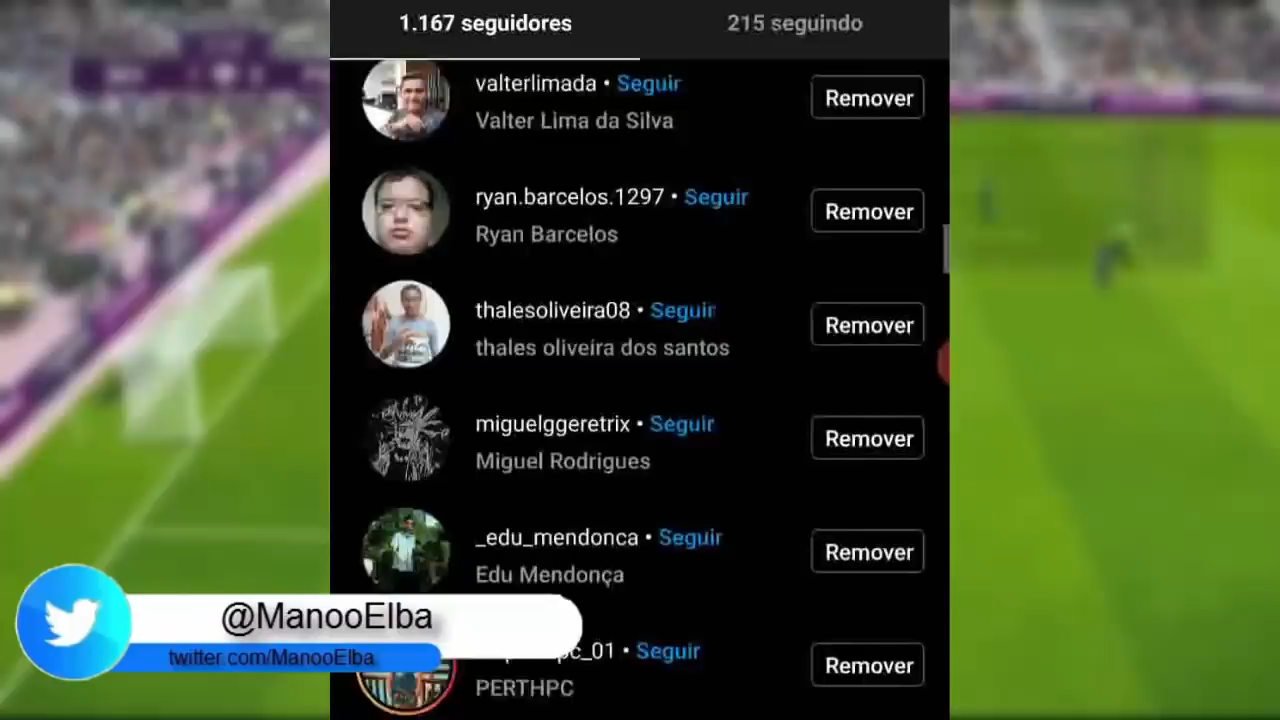 1.167 seguidores
215 seguindo
valterlimada • Seguir
Valter Lima da Silva
Remover
ryan.barcelos.1297 • Seguir
Ryan Barcelos
Remover
thalesoliveira08 • Seguir
thales oliveira dos santos
Remover
miguelggeretrix • Seguir
Miguel Rodrigues
Remover
_edu_mendonca • Seguir
Edu Mendonça
Remover
@ManooElba
twitter.com/ManooElba
• Seguir
PERTHPC
Remover